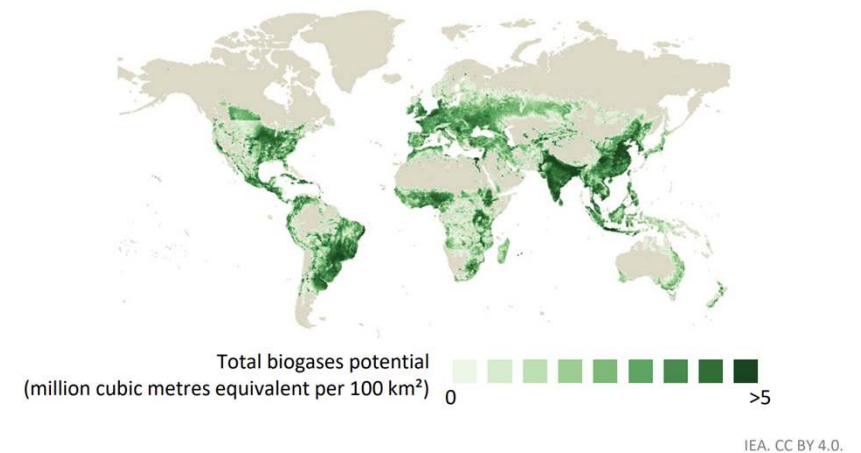 Total biogases potential
(million cubic metres equivalent per 100 km²)
0
>5
IEA. CC BY 4.0.